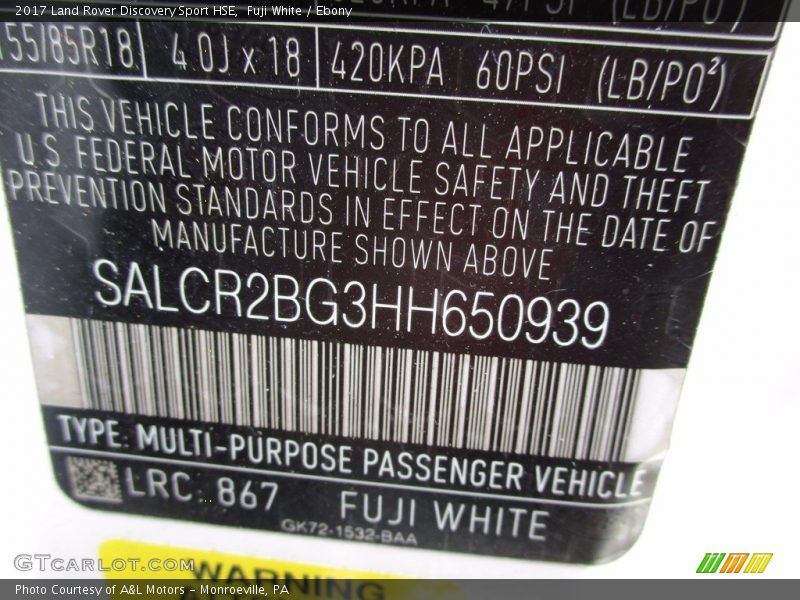 2017 Land Rover Discovery Sport HSE, Fuji White / Ebony
(LB/PO²)
155/85R18 4.0J x 18 420KPA 60PSI (LB/PO²)
THIS VEHICLE CONFORMS TO ALL APPLICABLE
U.S. FEDERAL MOTOR VEHICLE SAFETY AND THEFT
PREVENTION STANDARDS IN EFFECT ON THE DATE OF
MANUFACTURE SHOWN ABOVE
SALCR2BG3HH650939
TYPE: MULTI-PURPOSE PASSENGER VEHICLE
LRC: 867 FUJI WHITE
GK72-1532-BAA
WARNING
GTcarlot.com
Photo Courtesy of A&L Motors - Monroeville, PA